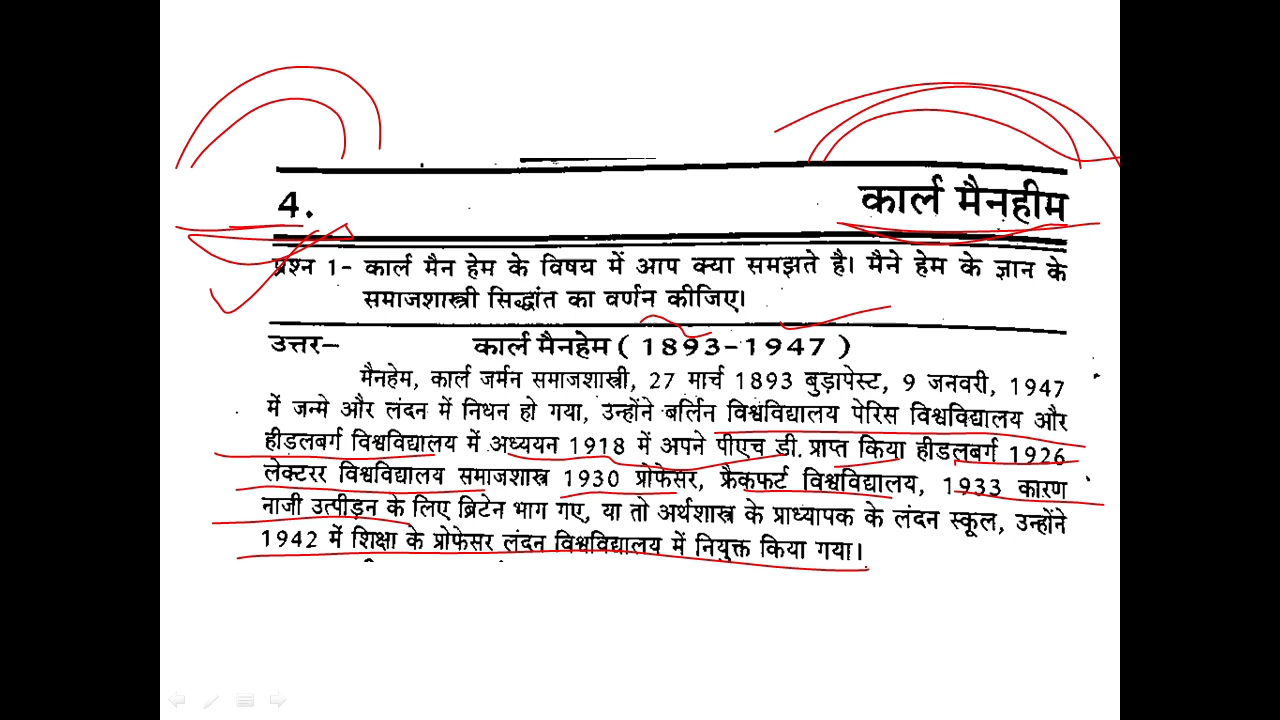 4. कार्ल मैनहीम
प्रश्न 1- कार्ल मैन हेम के विषय में आप क्या समझते है। मैने हेम के ज्ञान के
समाजशास्त्री सिद्धांत का वर्णन कीजिए।
उत्तर– कार्ल मैनहेम ( 1893-1947 )
मैनहेम, कार्ल जर्मन समाजशास्त्री, 27 मार्च 1893 बुडापेस्ट, 9 जनवरी, 1947
में जन्मे और लंदन में निधन हो गया, उन्होंने बर्लिन विश्वविद्यालय पेरिस विश्वविद्यालय और
हीडलबर्ग विश्वविद्यालय में अध्ययन 1918 में अपने पीएच डी. प्राप्त किया हीडलबर्ग 1926
लेक्टरर विश्वविद्यालय समाजशास्त्र 1930 प्रोफेसर, फ्रैंकफर्ट विश्वविद्यालय, 1933 कारण
नाजी उत्पीड़न के लिए ब्रिटेन भाग गए, या तो अर्थशास्त्र के प्राध्यापक के लंदन स्कूल, उन्होंने
1942 में शिक्षा के प्रोफेसर लंदन विश्वविद्यालय में नियुक्त किया गया।